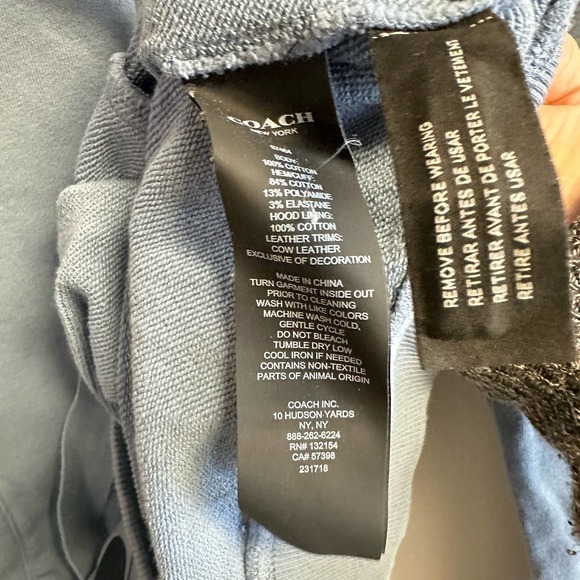 COACH
NEW YORK
BODY:
100% COTTON
HEM/CUFF:
84% COTTON
13% POLYAMIDE
3% ELASTANE
HOOD LINING:
100% COTTON
LEATHER TRIMS:
COW LEATHER
EXCLUSIVE OF DECORATION
MADE IN CHINA
TURN GARMENT INSIDE OUT
PRIOR TO CLEANING
WASH WITH LIKE COLORS
MACHINE WASH COLD,
GENTLE CYCLE
DO NOT BLEACH
TUMBLE DRY LOW
COOL IRON IF NEEDED
CONTAINS NON-TEXTILE
PARTS OF ANIMAL ORIGIN
COACH INC.
10 HUDSON YARDS
NY, NY
888-262-6224
RN# 132154
CA# 57398
231718
REMOVE BEFORE WEARING
RETIRAR ANTES DE USAR
RETIRER AVANT DE PORTER LE VETEMENT
RETIRE ANTES USAR